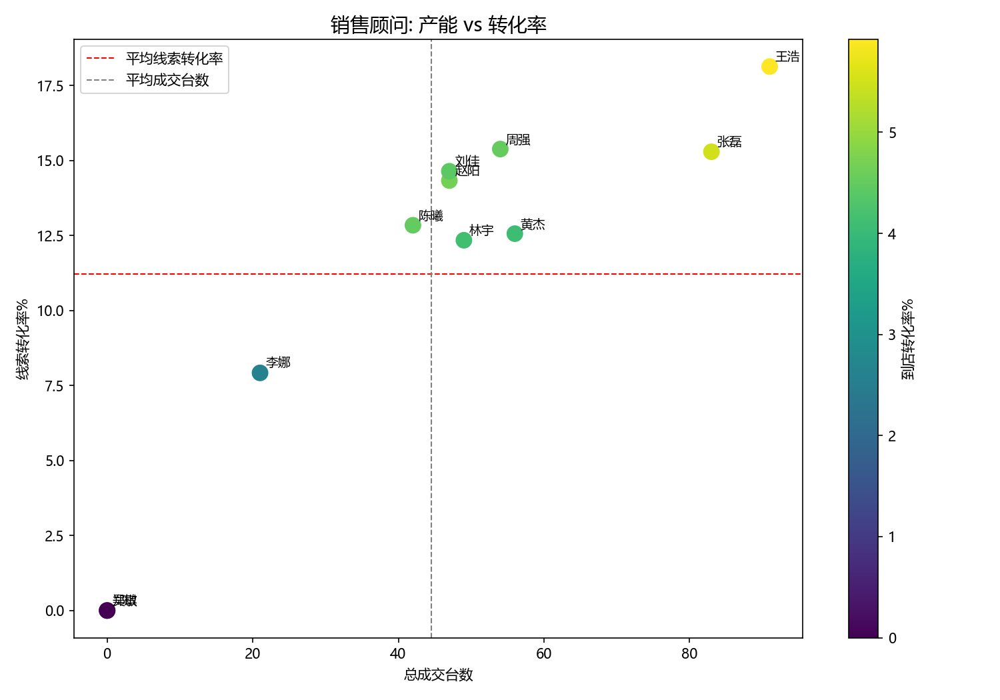 销售顾问: 产能 vs 转化率
平均线索转化率
平均成交台数
王浩
张磊
周强
刘佳
赵阳
陈曦
林宇
黄杰
李娜
17.5
15.0
12.5
10.0
7.5
5.0
2.5
0.0
线索转化率%
0
20
40
60
80
总成交台数
5
4
3
2
1
0
到店转化率%